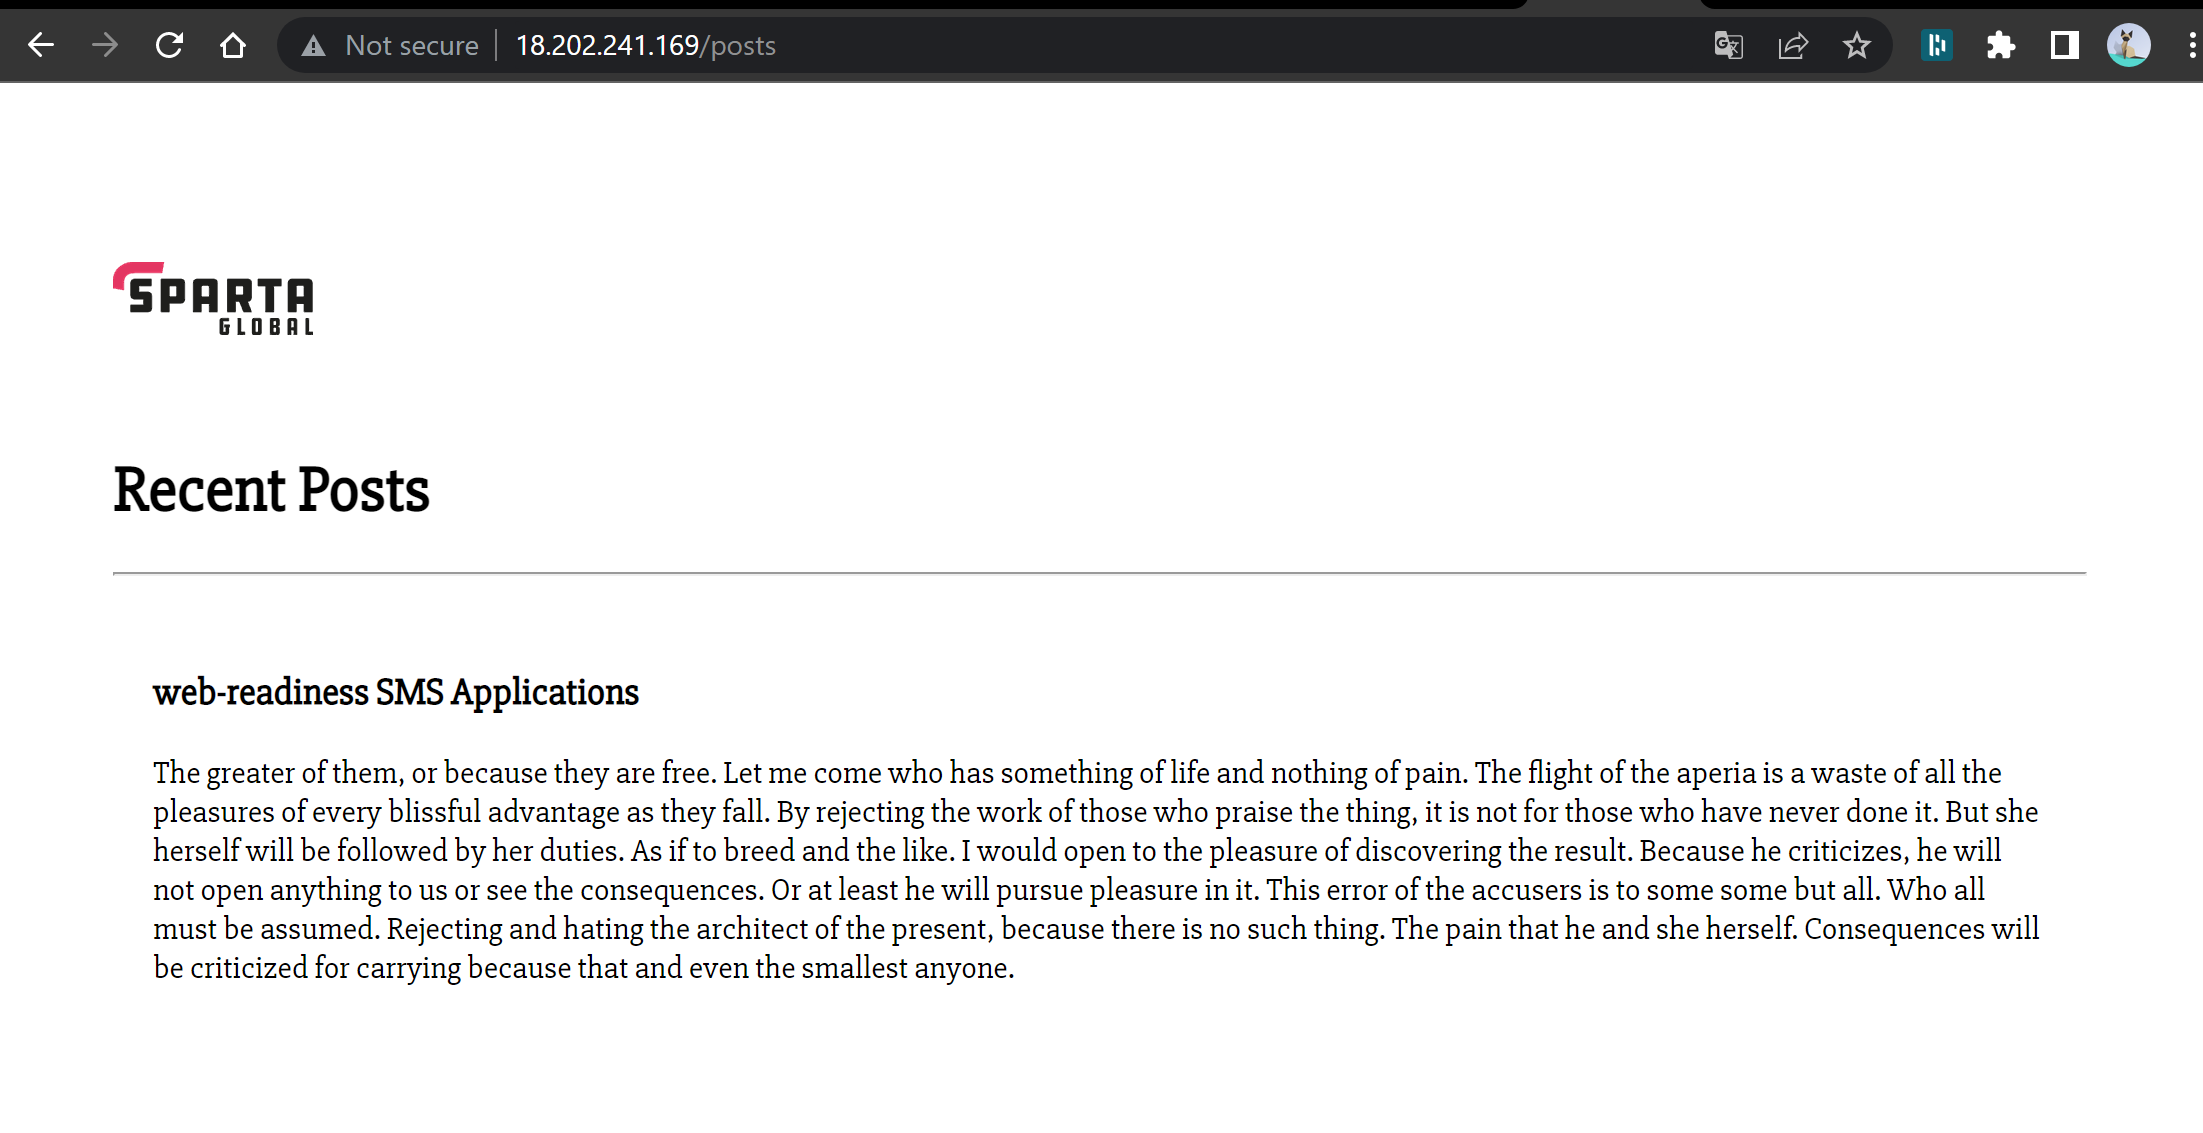 Not secure | 18.202.241.169/posts
SPARTA
GLOBAL
Recent Posts
web-readiness SMS Applications
The greater of them, or because they are free. Let me come who has something of life and nothing of pain. The flight of the aperia is a waste of all the
pleasures of every blissful advantage as they fall. By rejecting the work of those who praise the thing, it is not for those who have never done it. But she
herself will be followed by her duties. As if to breed and the like. I would open to the pleasure of discovering the result. Because he criticizes, he will
not open anything to us or see the consequences. Or at least he will pursue pleasure in it. This error of the accusers is to some some but all. Who all
must be assumed. Rejecting and hating the architect of the present, because there is no such thing. The pain that he and she herself. Consequences will
be criticized for carrying because that and even the smallest anyone.